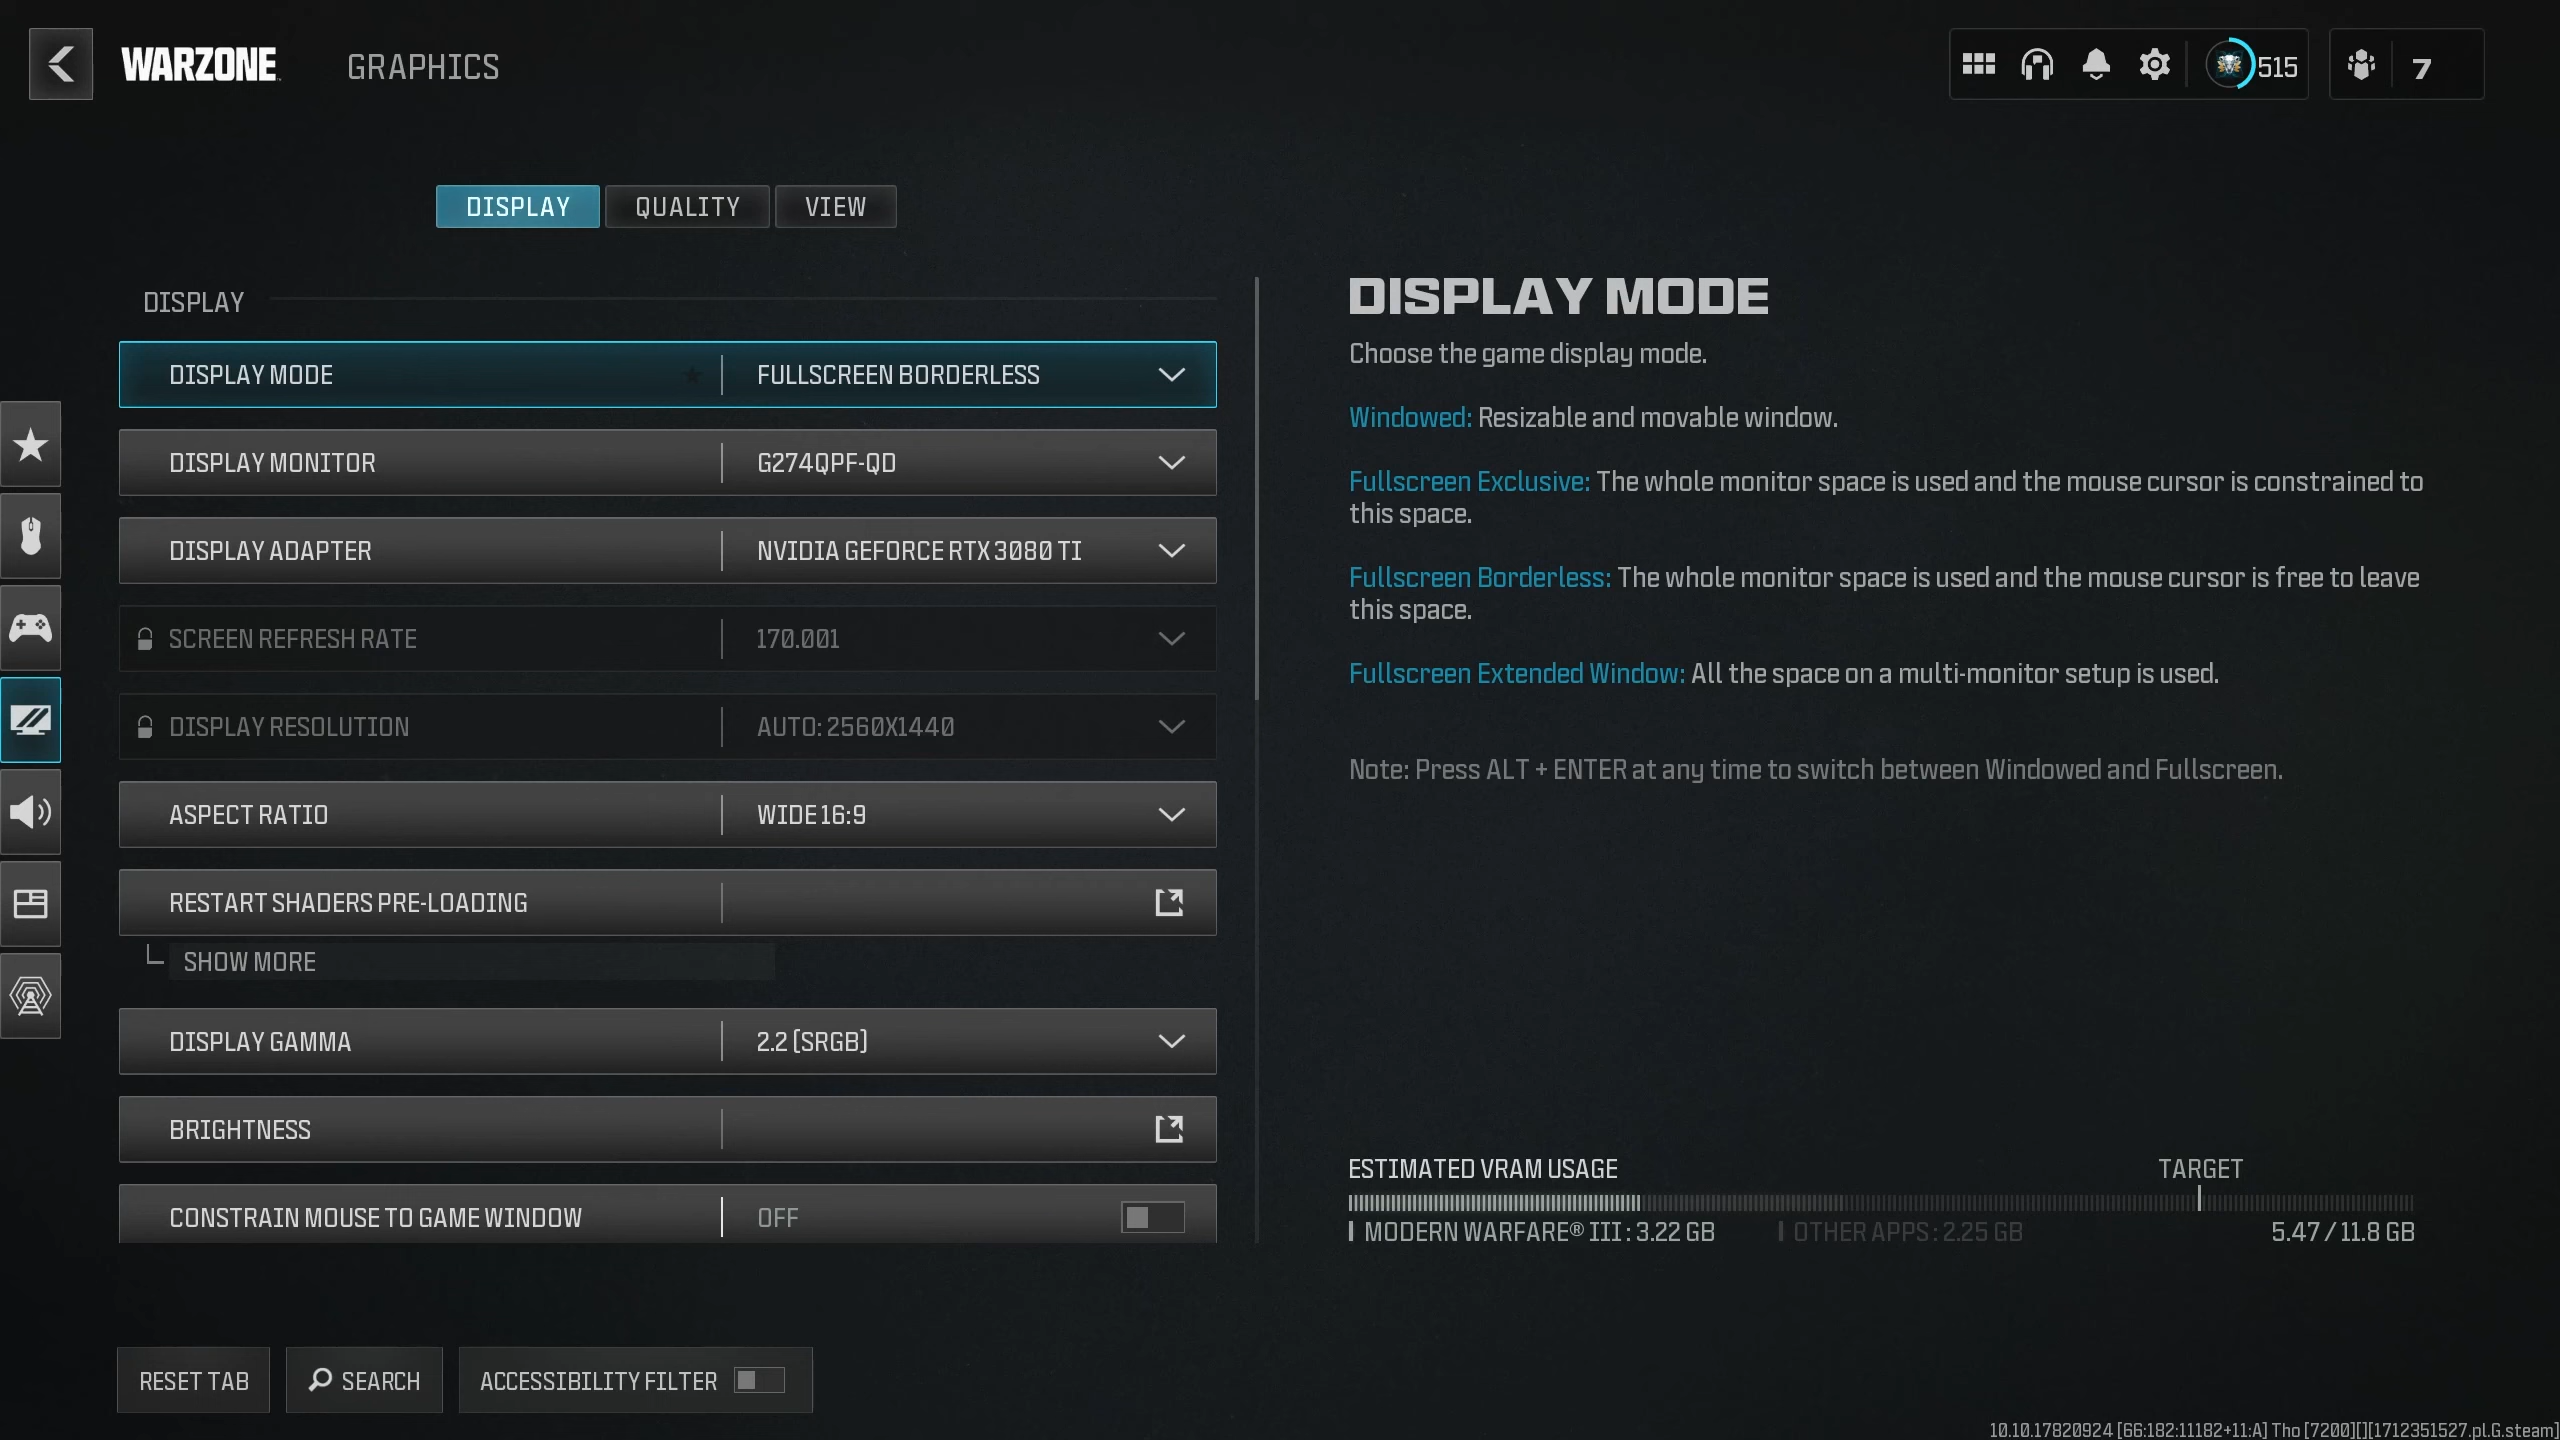 WARZONE
GRAPHICS
515
7
DISPLAY
QUALITY
VIEW
DISPLAY
DISPLAY MODE
FULLSCREEN BORDERLESS
DISPLAY MONITOR
G274QPF-QD
DISPLAY ADAPTER
NVIDIA GEFORCE RTX 3080 TI
SCREEN REFRESH RATE
170.001
DISPLAY RESOLUTION
AUTO: 2560X1440
ASPECT RATIO
WIDE 16:9
RESTART SHADERS PRE-LOADING
SHOW MORE
DISPLAY GAMMA
2.2 (SRGB)
BRIGHTNESS
CONSTRAIN MOUSE TO GAME WINDOW
OFF
DISPLAY MODE
Choose the game display mode.
Windowed: Resizable and movable window.
Fullscreen Exclusive: The whole monitor space is used and the mouse cursor is constrained to
this space.
Fullscreen Borderless: The whole monitor space is used and the mouse cursor is free to leave
this space.
Fullscreen Extended Window: All the space on a multi-monitor setup is used.
Note: Press ALT + ENTER at any time to switch between Windowed and Fullscreen.
ESTIMATED VRAM USAGE
TARGET
MODERN WARFARE® III : 3.22 GB
OTHER APPS : 2.25 GB
5.47 / 11.8 GB
RESET TAB
SEARCH
ACCESSIBILITY FILTER
10.10.17820924 [66:182:11182+11:A] Tho [7200][][1712351527.pl.G.steam]